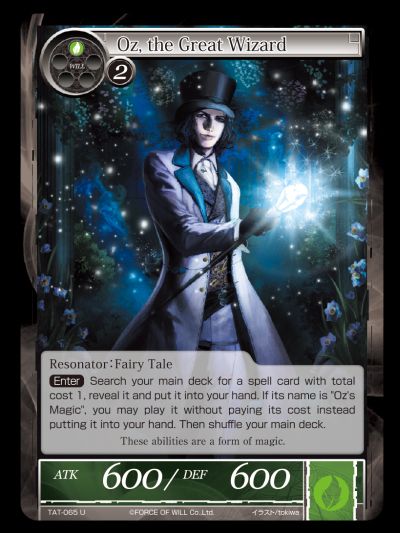 Oz, the Great Wizard
WILL
2
Resonator：Fairy Tale
Enter Search your main deck for a spell card with total
cost 1, reveal it and put it into your hand. If its name is "Oz's
Magic", you may play it without paying its cost instead
putting it into your hand. Then shuffle your main deck.
These abilities are a form of magic.
ATK 600 / DEF 600
TAT-065 U ©FORCE OF WILL Co.,Ltd. イラスト/tokiwa